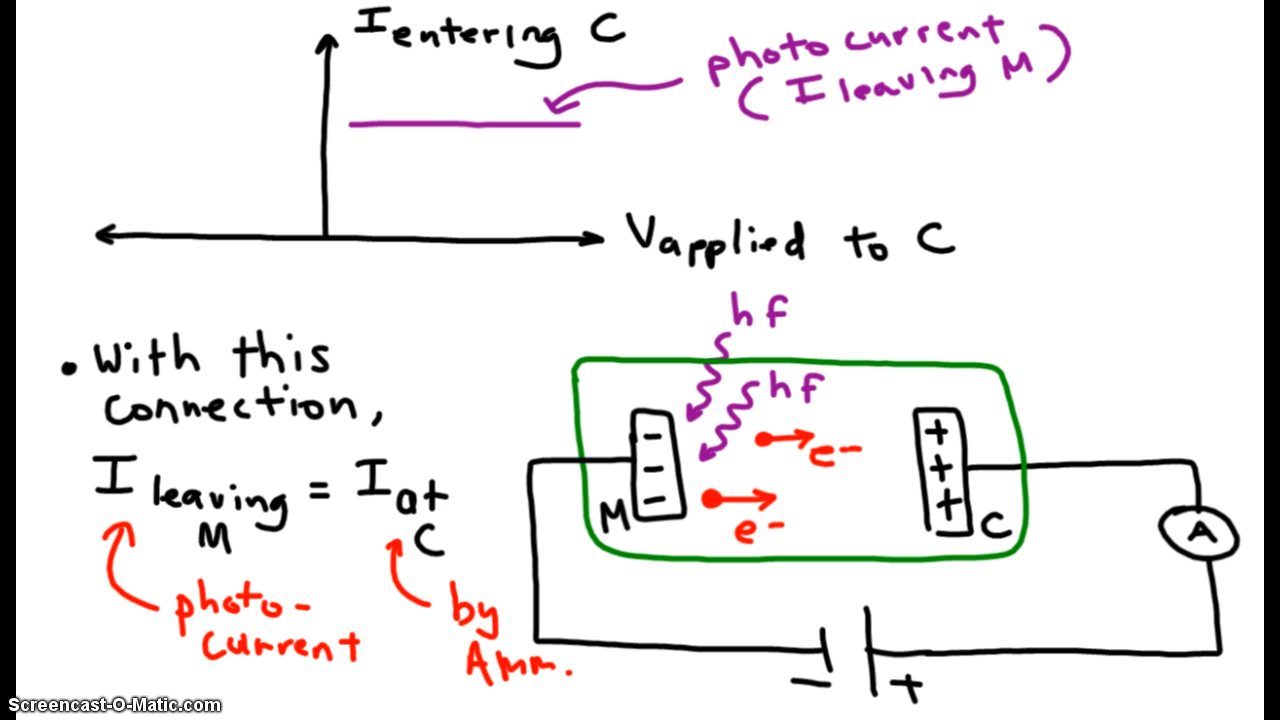 I entering C
photo current
( I leaving M )
V applied to C
hf
hf
• With this
connection,
I leaving M = I at C
photo-
current
by
Amm.
- + e-
- +
- +
M e- C
A
- +
Screencast-O-Matic.com